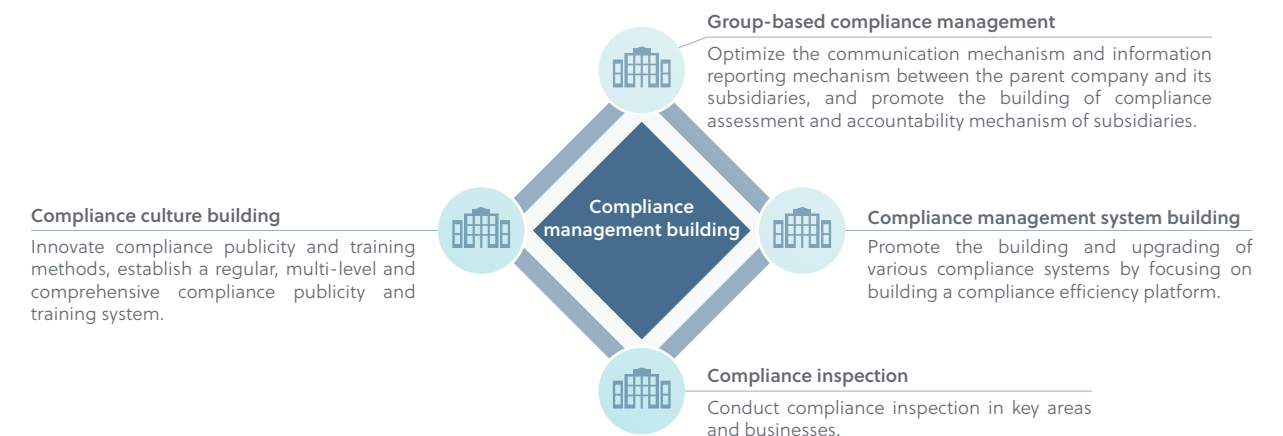 Group-based compliance management
Optimize the communication mechanism and information
reporting mechanism between the parent company and its
subsidiaries, and promote the building of compliance
assessment and accountability mechanism of subsidiaries.
Compliance
management building
Compliance culture building
Innovate compliance publicity and training
methods, establish a regular, multi-level and
comprehensive compliance publicity and
training system.
Compliance management system building
Promote the building and upgrading of
various compliance systems by focusing on
building a compliance efficiency platform.
Compliance inspection
Conduct compliance inspection in key areas
and businesses.